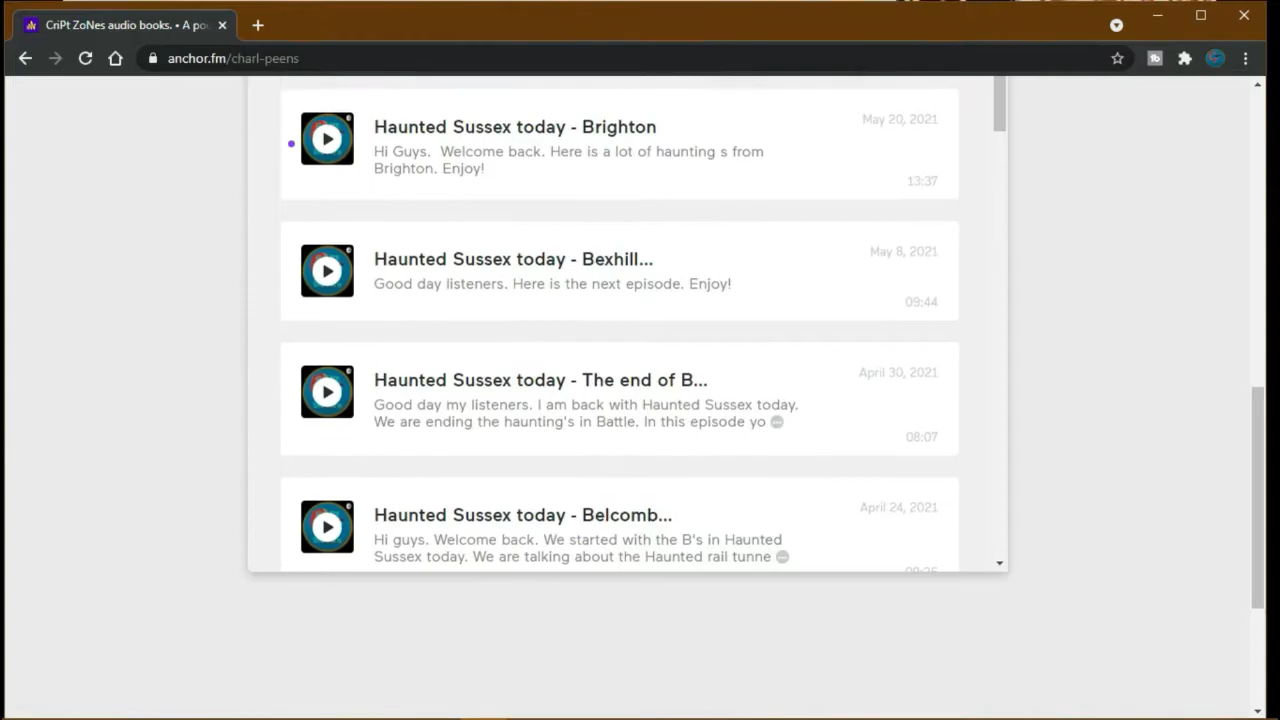 CriPt ZoNes audio books. • A po
anchor.fm/charl-peens
Haunted Sussex today - Brighton
May 20, 2021
Hi Guys. Welcome back. Here is a lot of haunting s from
Brighton. Enjoy!
13:37
Haunted Sussex today - Bexhill...
May 8, 2021
Good day listeners. Here is the next episode. Enjoy!
09:44
Haunted Sussex today - The end of B...
April 30, 2021
Good day my listeners. I am back with Haunted Sussex today.
We are ending the haunting's in Battle. In this episode yo
08:07
Haunted Sussex today - Belcomb...
April 24, 2021
Hi guys. Welcome back. We started with the B's in Haunted
Sussex today. We are talking about the Haunted rail tunne